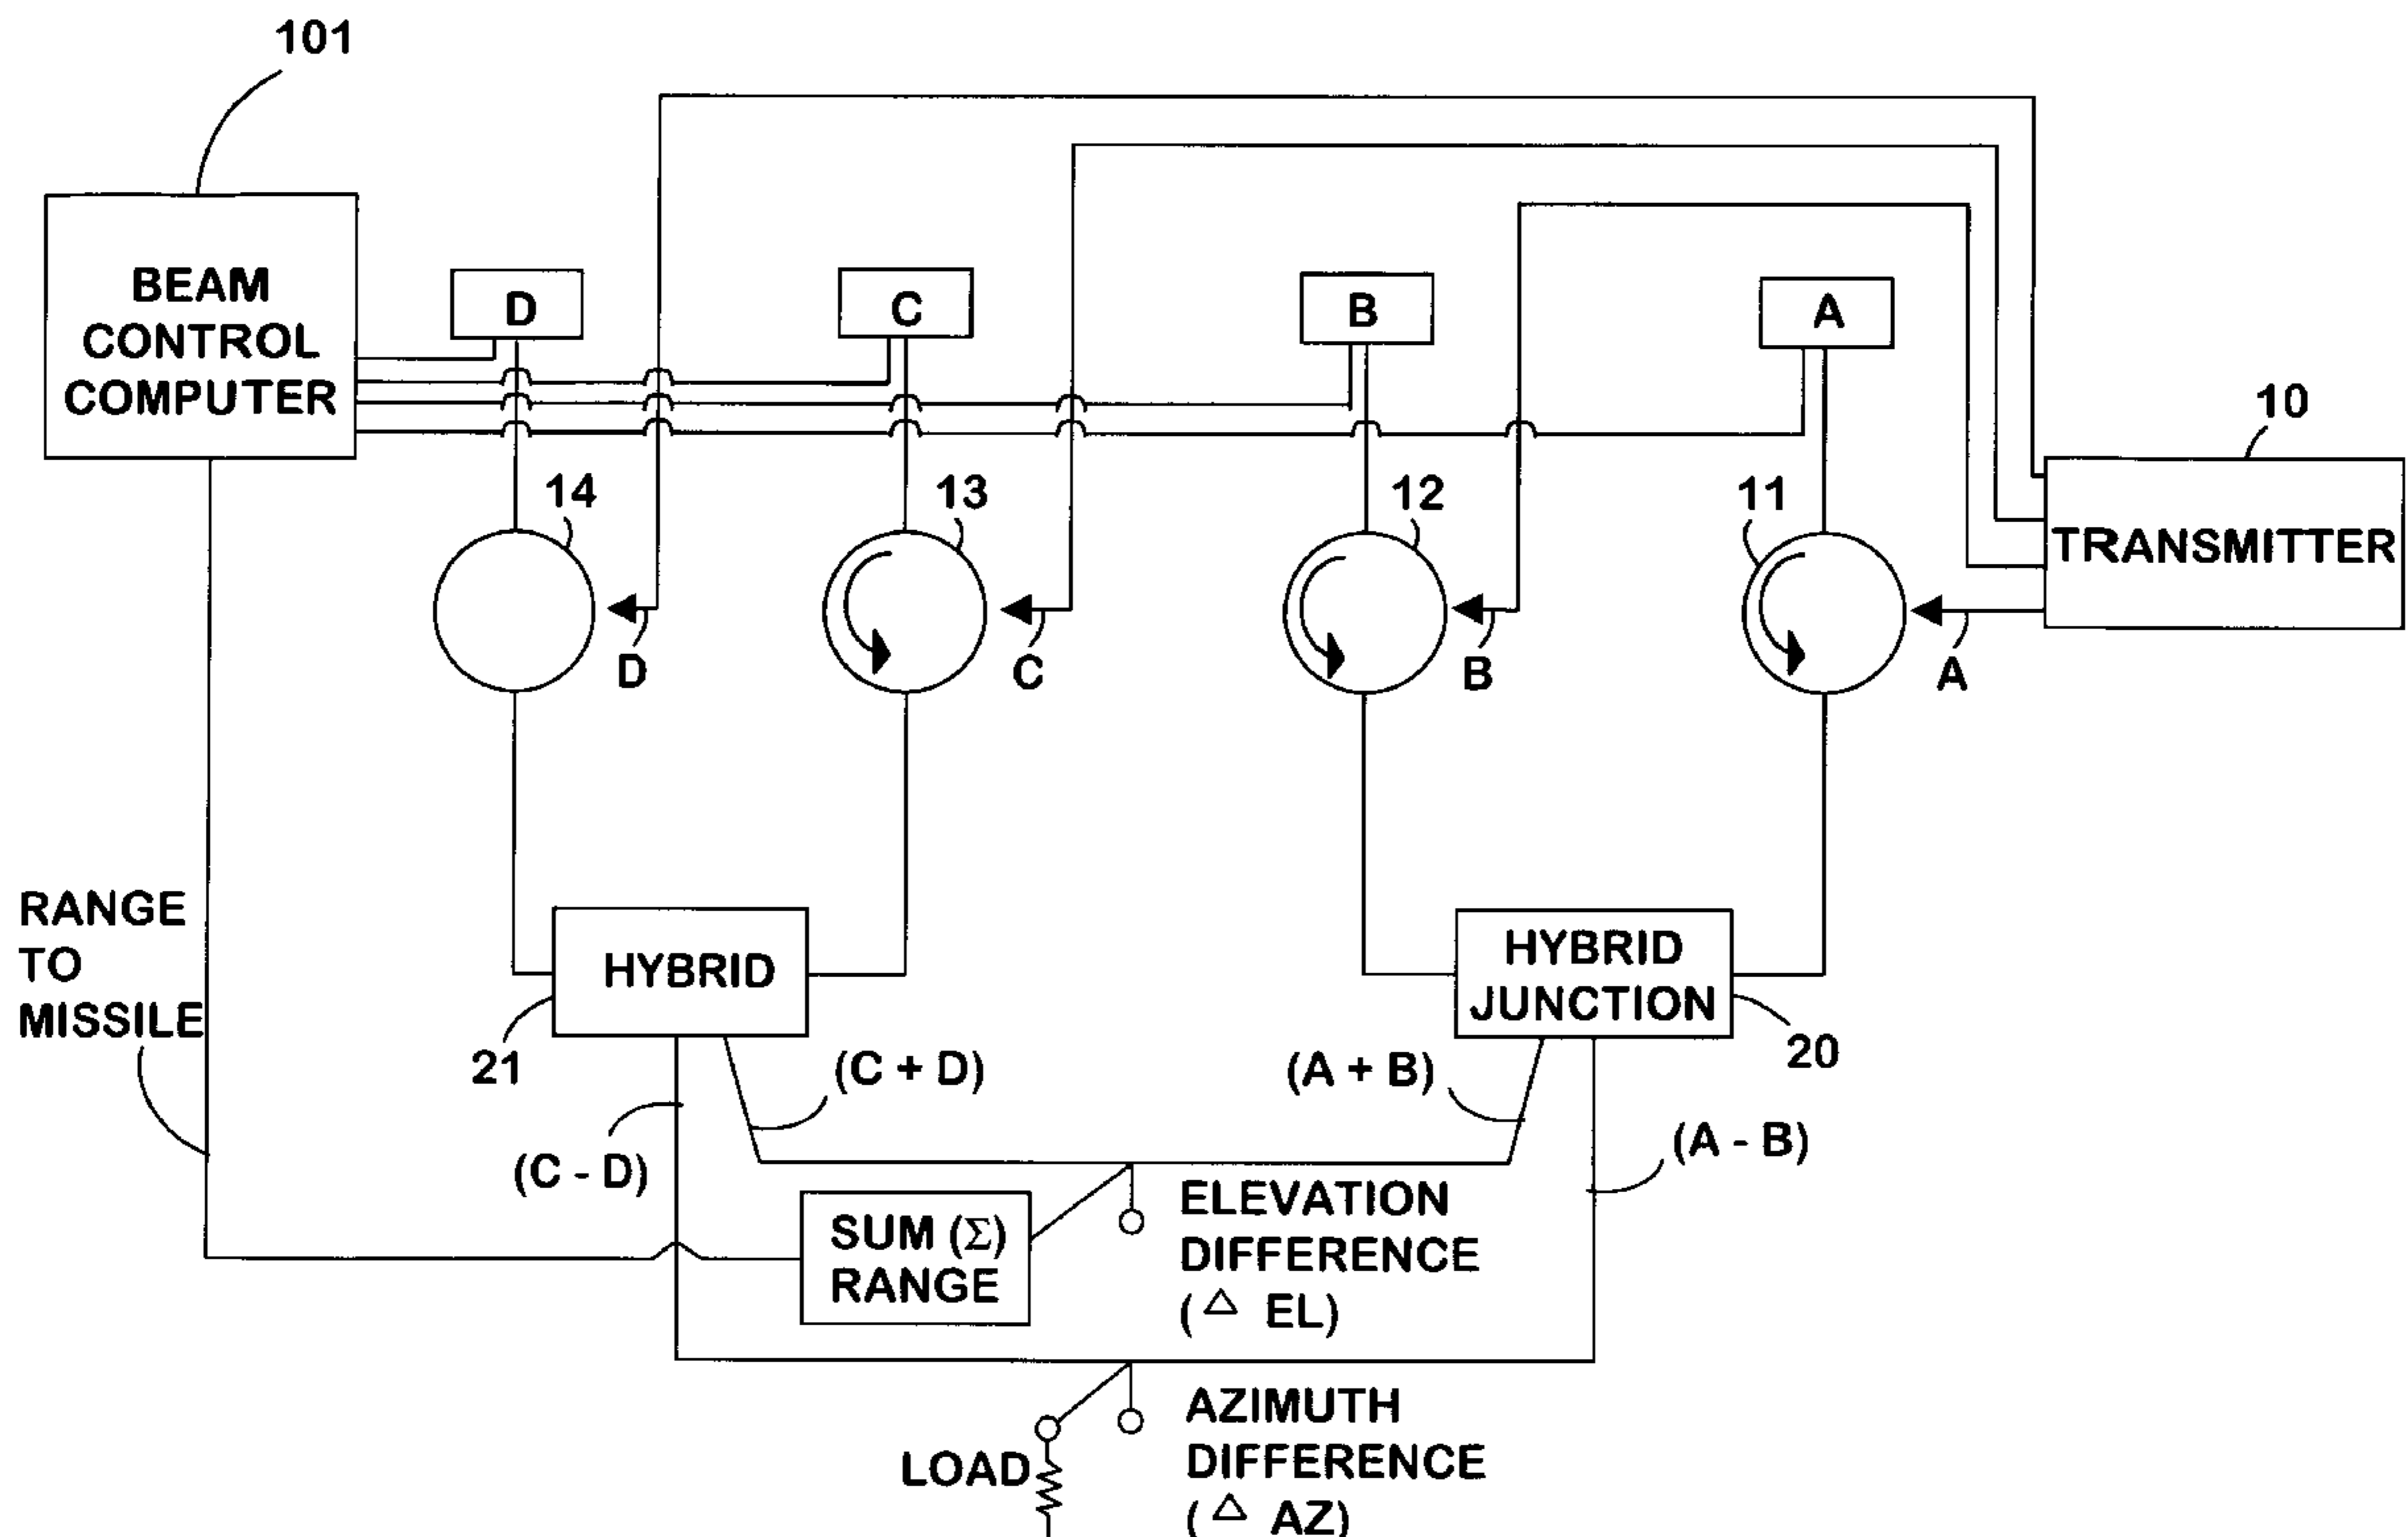 101
BEAM
CONTROL
COMPUTER
D
C
B
A
10
TRANSMITTER
14
13
12
11
D
C
B
A
RANGE
TO
MISSILE
HYBRID
HYBRID
JUNCTION
21
20
(C + D)
(A + B)
(C - D)
(A - B)
SUM (Σ)
RANGE
ELEVATION
DIFFERENCE
(△ EL)
LOAD
AZIMUTH
DIFFERENCE
(△ AZ)